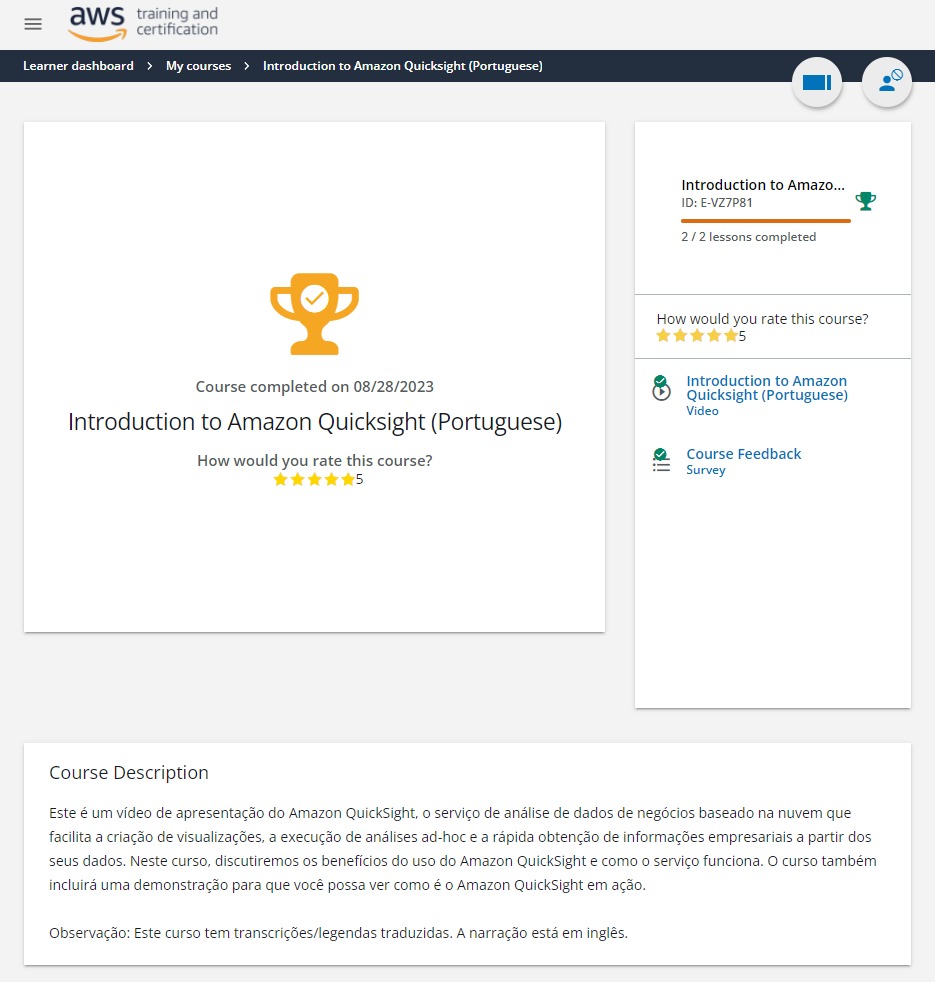 aws training and
certification
Learner dashboard > My courses > Introduction to Amazon Quicksight (Portuguese)
Course completed on 08/28/2023
Introduction to Amazon Quicksight (Portuguese)
How would you rate this course?
5
Introduction to Amazo...
ID: E-VZ7P81
2 / 2 lessons completed
How would you rate this course?
5
Introduction to Amazon
Quicksight (Portuguese)
Video
Course Feedback
Survey
Course Description
Este é um vídeo de apresentação do Amazon QuickSight, o serviço de análise de dados de negócios baseado na nuvem que
facilita a criação de visualizações, a execução de análises ad-hoc e a rápida obtenção de informações empresariais a partir dos
seus dados. Neste curso, discutiremos os benefícios do uso do Amazon QuickSight e como o serviço funciona. O curso também
incluirá uma demonstração para que você possa ver como é o Amazon QuickSight em ação.
Observação: Este curso tem transcrições/legendas traduzidas. A narração está em inglês.